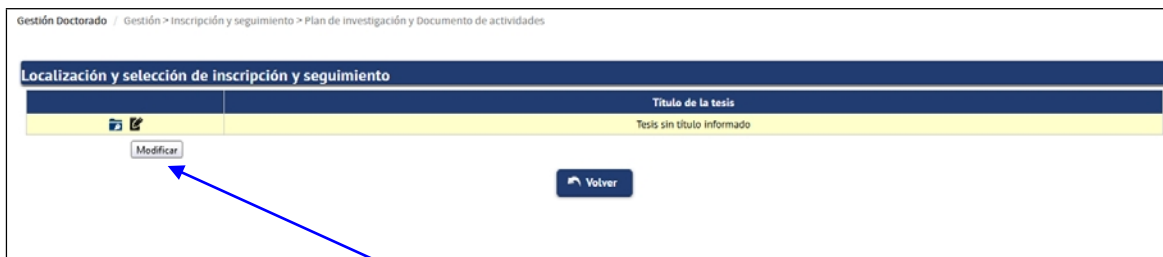 Gestión Doctorado / Gestión > Inscripción y seguimiento > Plan de investigación y Documento de actividades
Localización y selección de inscripción y seguimiento
Título de la tesis
Tesis sin título informado
Modificar
Volver